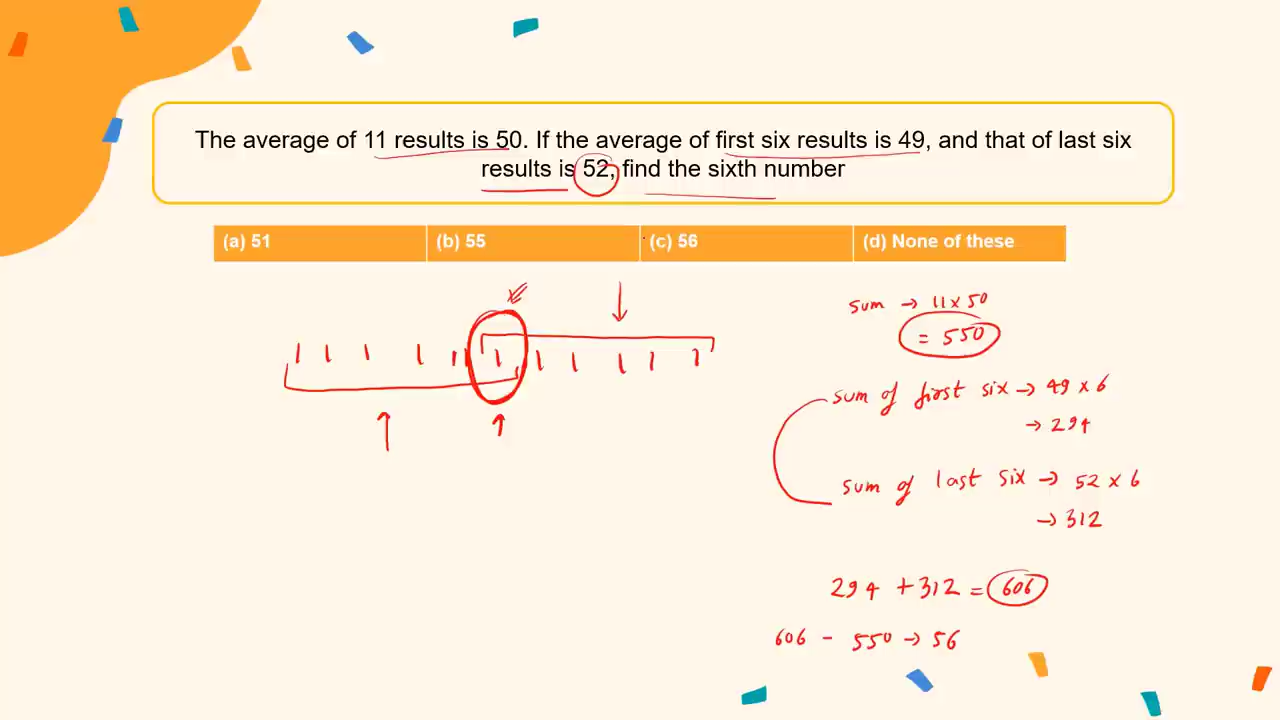 The average of 11 results is 50. If the average of first six results is 49, and that of last six
results is 52, find the sixth number
(a) 51
(b) 55
(c) 56
(d) None of these
sum → 11 × 50
= 550
sum of first six → 49 × 6
→ 294
sum of last six → 52 × 6
→ 312
294 + 312 = 606
606 - 550 → 56